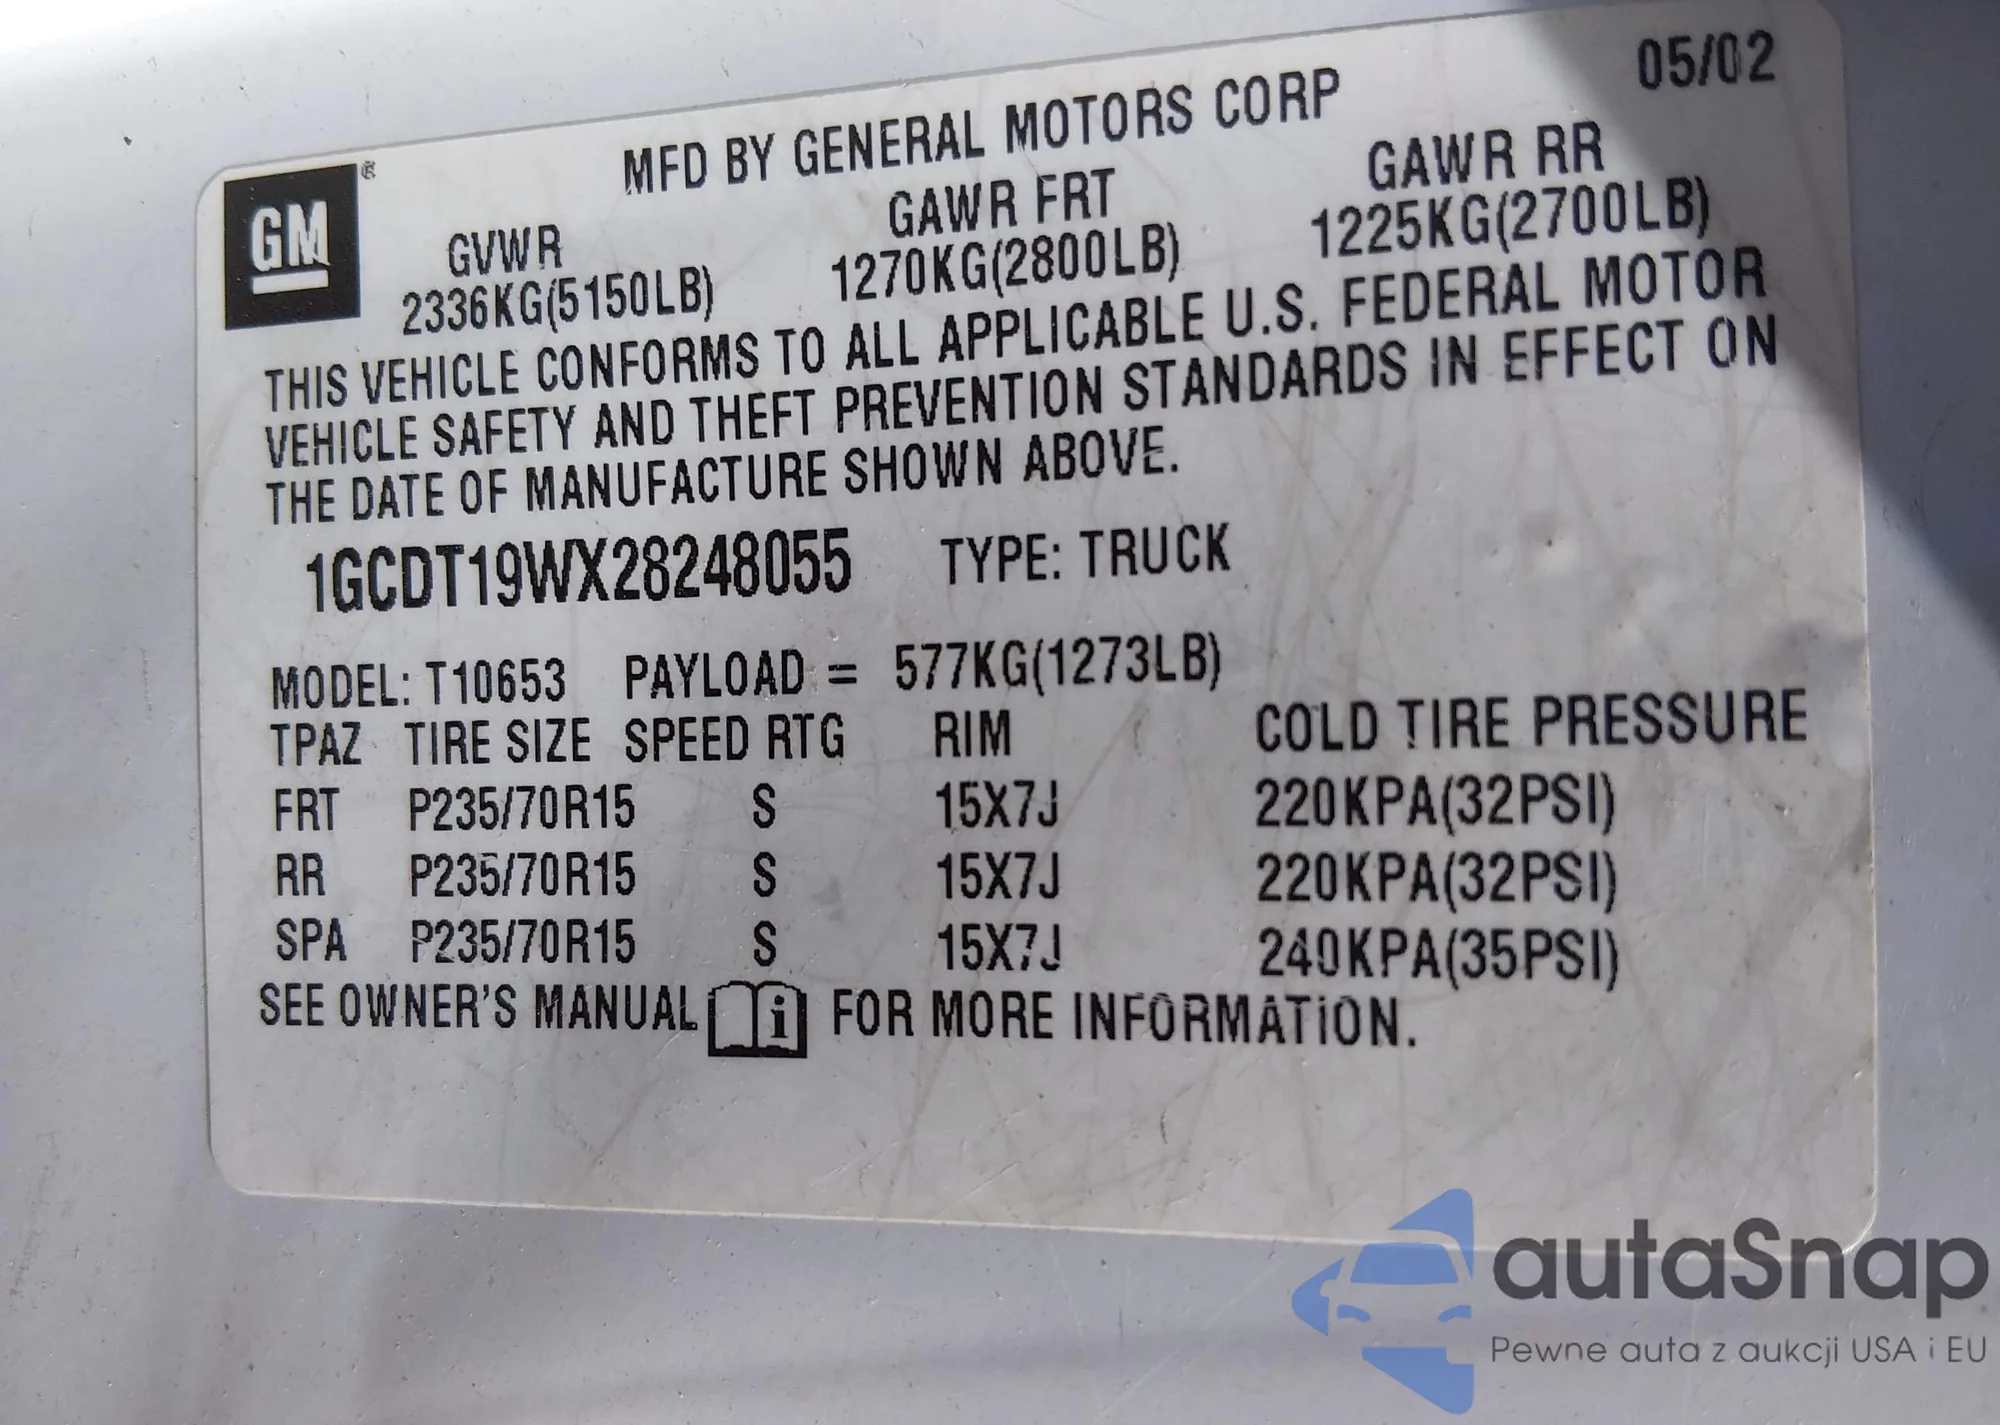 05/02
MFD BY GENERAL MOTORS CORP
GM®
GVWR GAWR FRT GAWR RR
2336KG(5150LB) 1270KG(2800LB) 1225KG(2700LB)
THIS VEHICLE CONFORMS TO ALL APPLICABLE U.S. FEDERAL MOTOR
VEHICLE SAFETY AND THEFT PREVENTION STANDARDS IN EFFECT ON
THE DATE OF MANUFACTURE SHOWN ABOVE.
1GCDT19WX28248055 TYPE: TRUCK
MODEL: T10653 PAYLOAD = 577KG(1273LB)
TPAZ TIRE SIZE SPEED RTG RIM COLD TIRE PRESSURE
FRT P235/70R15 S 15X7J 220KPA(32PSI)
RR P235/70R15 S 15X7J 220KPA(32PSI)
SPA P235/70R15 S 15X7J 240KPA(35PSI)
SEE OWNER'S MANUAL i FOR MORE INFORMATION.
autaSnap
Pewne auta z aukcji USA i EU